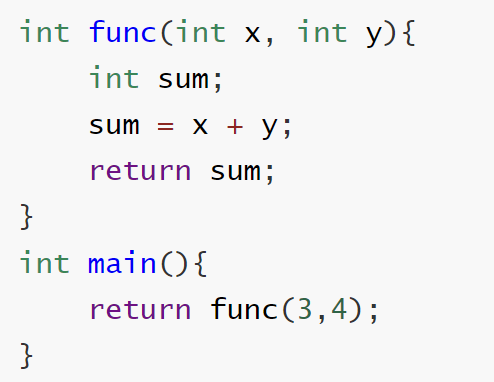 int func(int x, int y){
    int sum;
    sum = x + y;
    return sum;
}
int main(){
    return func(3,4);
}